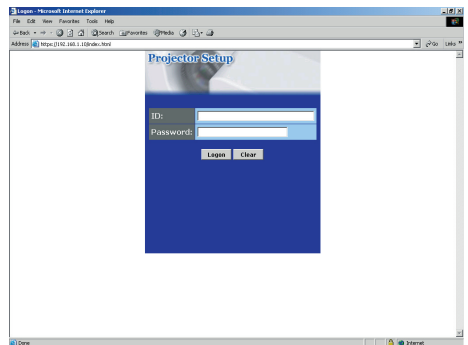 Logon - Microsoft Internet Explorer
File Edit View Favorites Tools Help
Back Search Favorites Media
Address https://192.168.1.10/index.html Go Links »
Projector Setup
ID:
Password:
Logon Clear
Done Internet